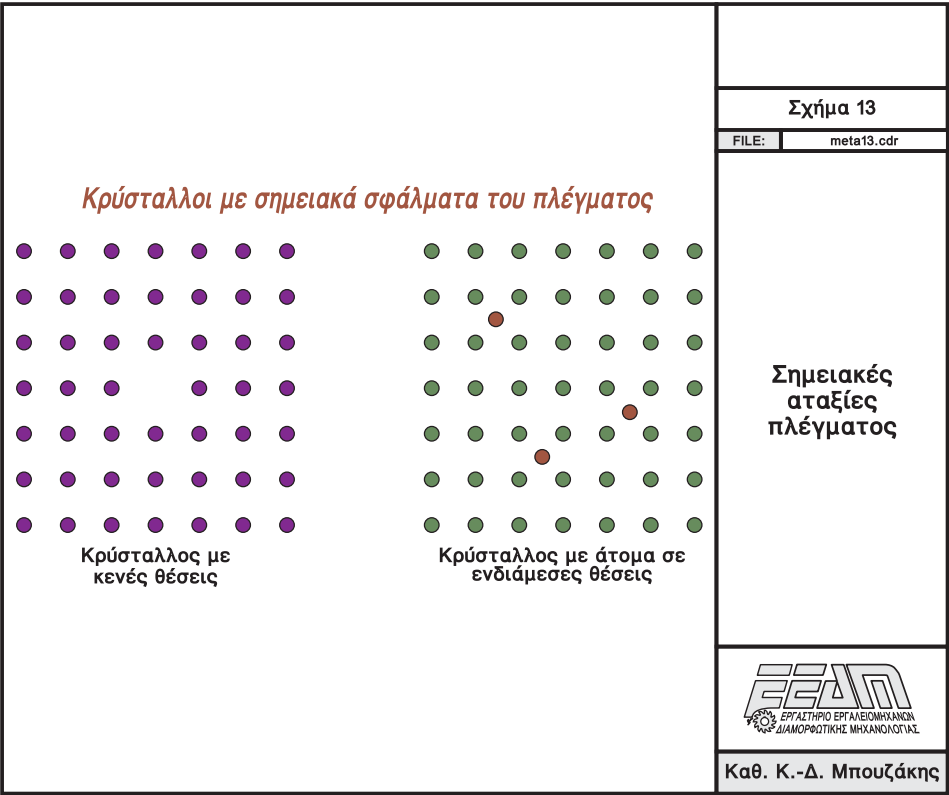 Σχήμα 13
FILE: meta13.cdr
Κρύσταλλοι με σημειακά σφάλματα του πλέγματος
Κρύσταλλος με
κενές θέσεις
Κρύσταλλος με άτομα σε
ενδιάμεσες θέσεις
Σημειακές
αταξίες
πλέγματος
ΕΕΔΜ
ΕΡΓΑΣΤΗΡΙΟ ΕΡΓΑΛΕΙΟΜΗΧΑΝΩΝ
ΔΙΑΜΟΡΦΩΤΙΚΗΣ ΜΗΧΑΝΟΛΟΓΙΑΣ
Καθ. Κ.-Δ. Μπουζάκης